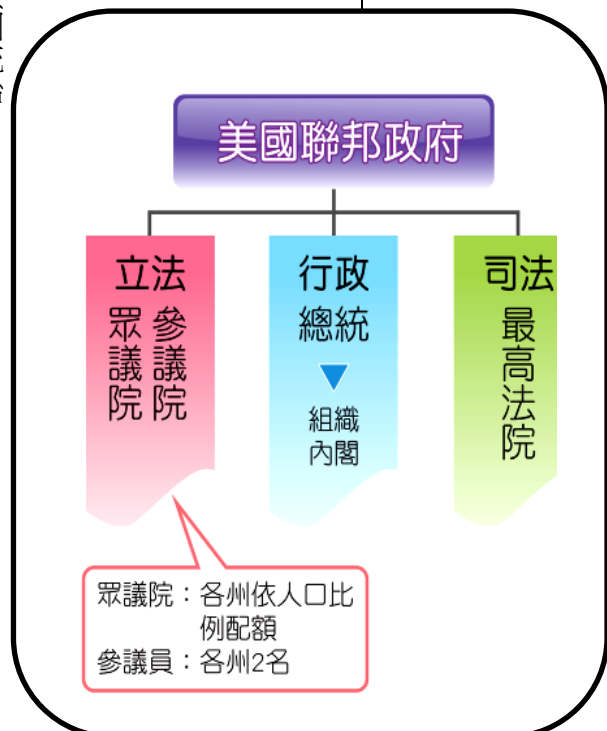 美國聯邦政府
立法
參議院
眾議院
行政
總統
組織
內閣
司法
最高法院
眾議院：各州依人口比
例配額
參議員：各州2名